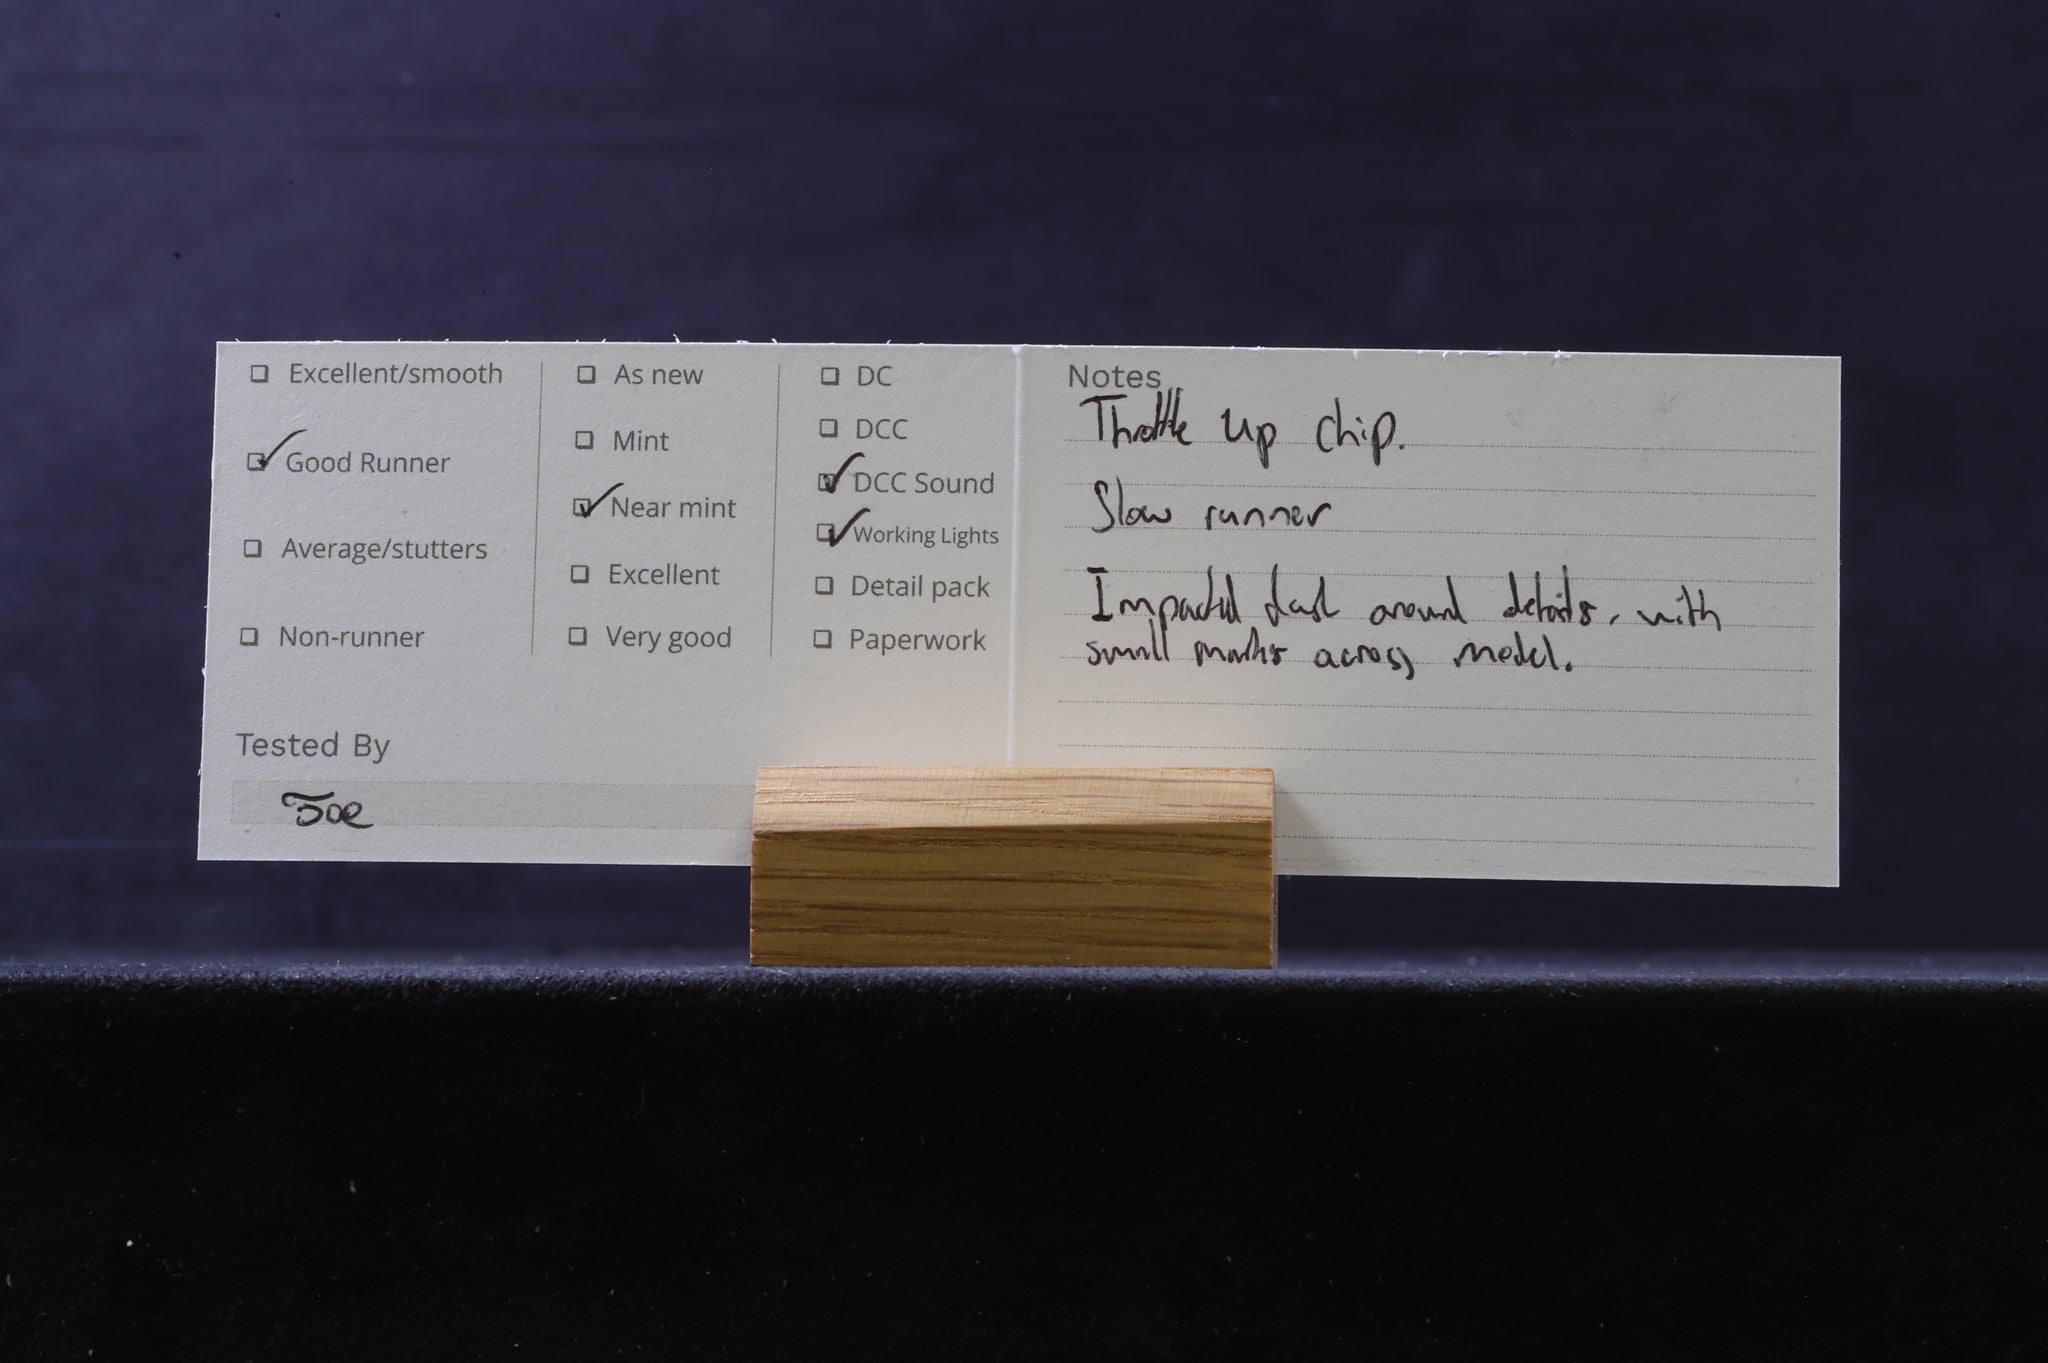 Excellent/smooth
Good Runner
Average/stutters
Non-runner
As new
Mint
Near mint
Excellent
Very good
DC
DCC
DCC Sound
Working Lights
Detail pack
Paperwork
Tested By
Joe
Notes
Throttle Up chip.
Slow runner
Impacted dust around details, with
small marks across model.